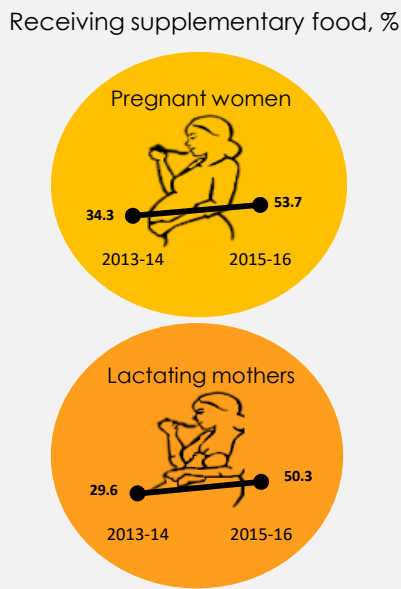 Receiving supplementary food, %
Pregnant women
34.3
53.7
2013-14 2015-16
Lactating mothers
29.6
50.3
2013-14 2015-16